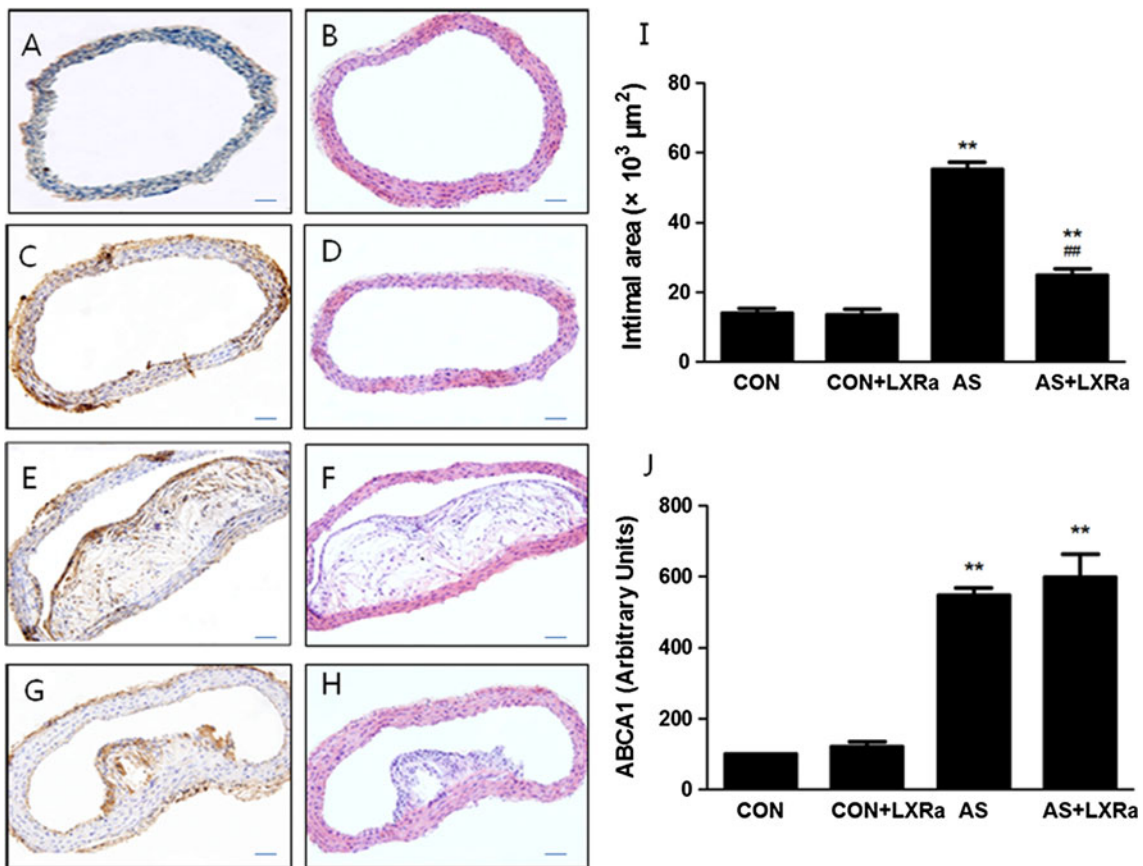 A
B
C
D
E
F
G
H
I
Intimal area (× 10³ µm²)
80
60
40
20
0
**
**
##
CON
CON+LXRa
AS
AS+LXRa
J
ABCA1 (Arbitrary Units)
800
600
400
200
0
**
**
CON
CON+LXRa
AS
AS+LXRa